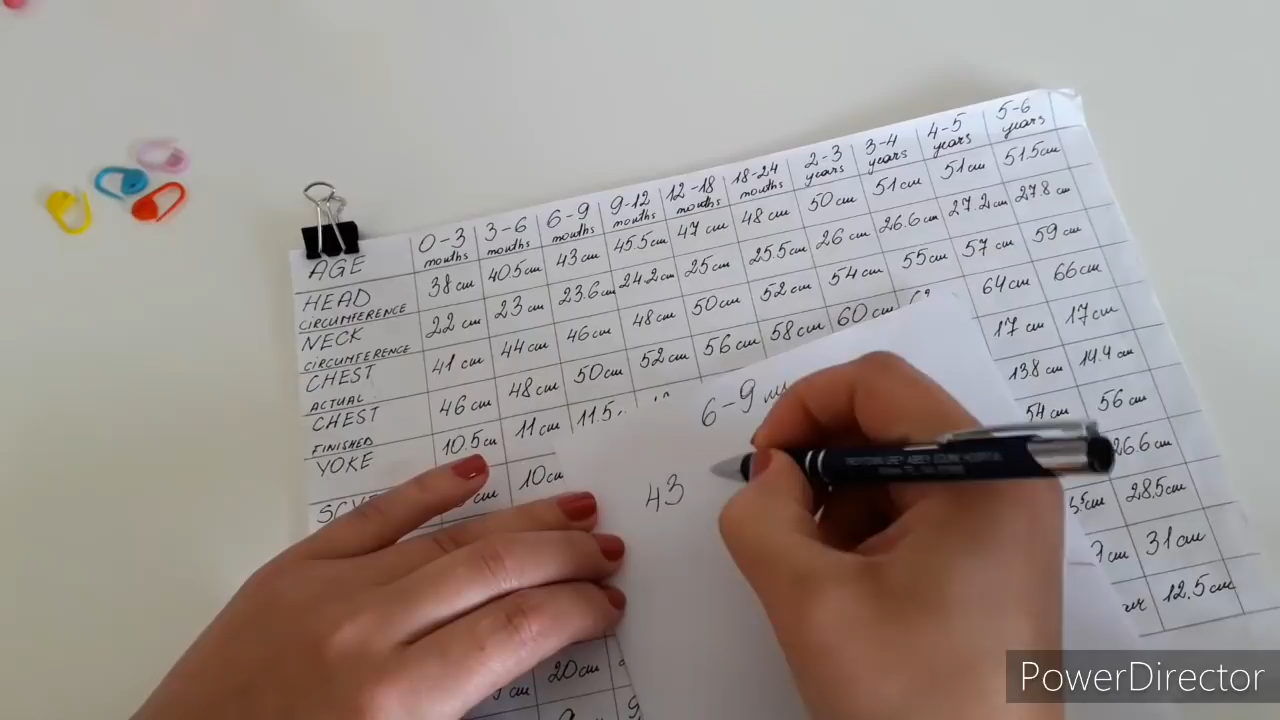 AGE 0-3 months 3-6 months 6-9 months 9-12 months 12-18 months 18-24 months 2-3 years 3-4 years 4-5 years 5-6 years
HEAD CIRCUMFERENCE 38 cm 40.5 cm 43 cm 45.5 cm 47 cm 48 cm 50 cm 51 cm 51 cm 51.5 cm
NECK CIRCUMFERENCE 22 cm 23 cm 23.6 cm 24.2 cm 25 cm 25.5 cm 26 cm 26.6 cm 27.2 cm 27.8 cm
CHEST ACTUAL 41 cm 44 cm 46 cm 48 cm 50 cm 52 cm 54 cm 55 cm 57 cm 59 cm
CHEST FINISHED 46 cm 48 cm 50 cm 52 cm 56 cm 58 cm 60 cm 64 cm 66 cm
YOKE 10.5 cm 11 cm 11.5 17 cm 17 cm
10 cm 138 cm 14.4 cm
54 cm 56 cm
26.6 cm
28.5 cm
31 cm
20 cm 12.5 cm
6-9
43
PowerDirector